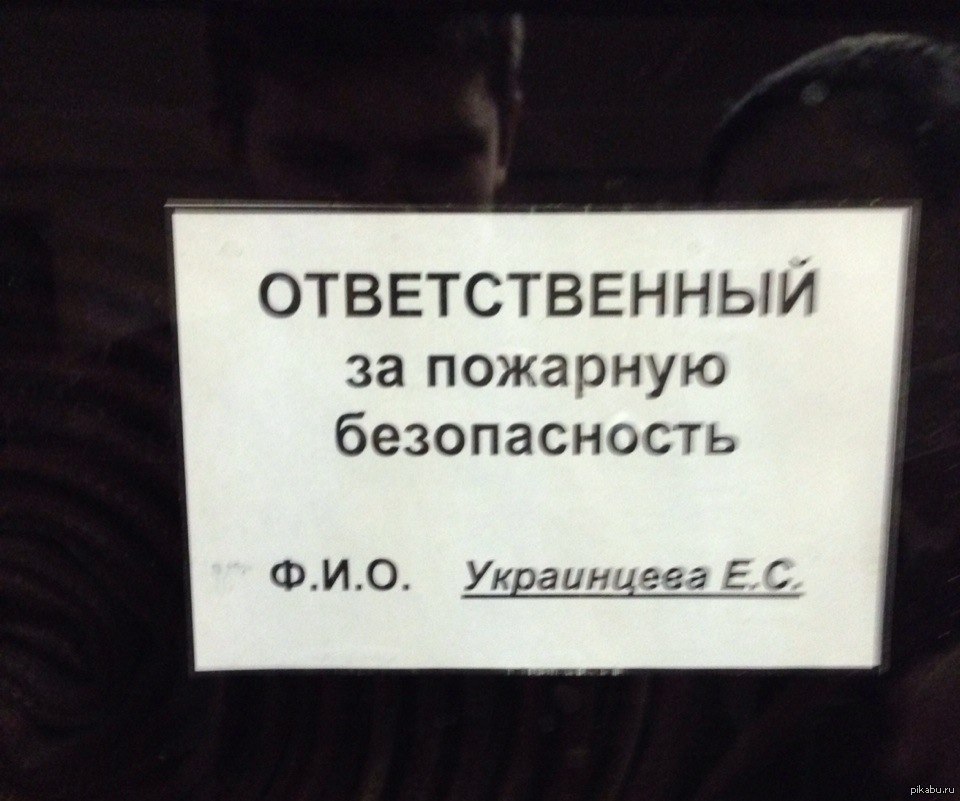 ОТВЕТСТВЕННЫЙ
за пожарную
безопасность
Ф.И.О. Украинцева Е.С.
pikabu.ru